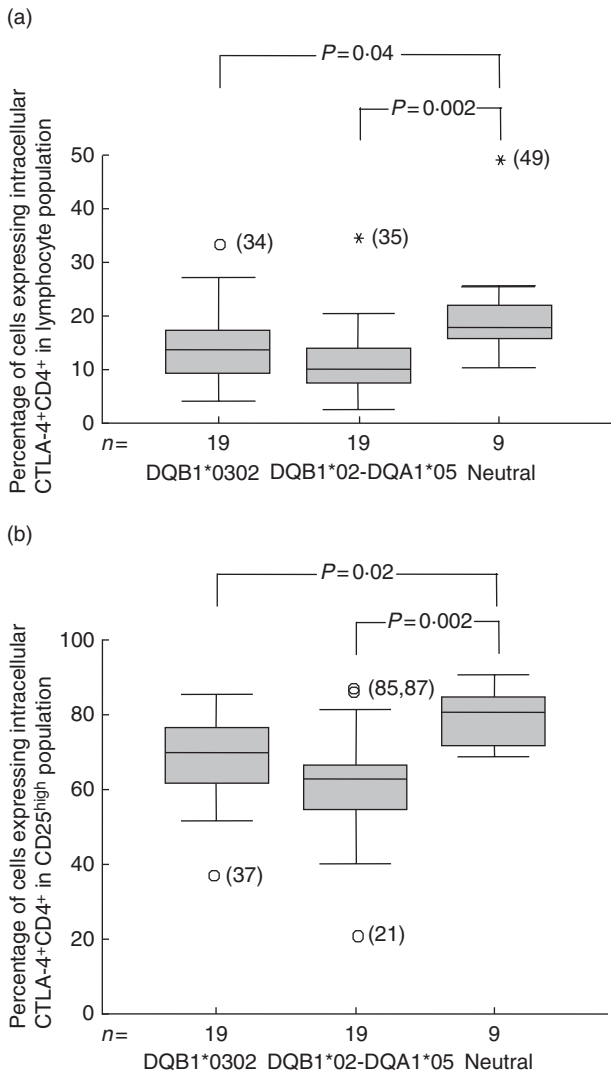 (a)
P = 0·04
P = 0·002
Percentage of cells expressing intracellular
CTLA-4⁺CD4⁺ in lymphocyte population
50
40
30
20
10
0
(34)
(35)
(49)
n=
19
19
9
DQB1*0302
DQB1*02-DQA1*05
Neutral
(b)
P = 0·02
P = 0·002
Percentage of cells expressing intracellular
CTLA-4⁺CD4⁺ in CD25ʰⁱᵍʰ population
100
80
60
40
20
0
(85,87)
(37)
(21)
n=
19
19
9
DQB1*0302
DQB1*02-DQA1*05
Neutral